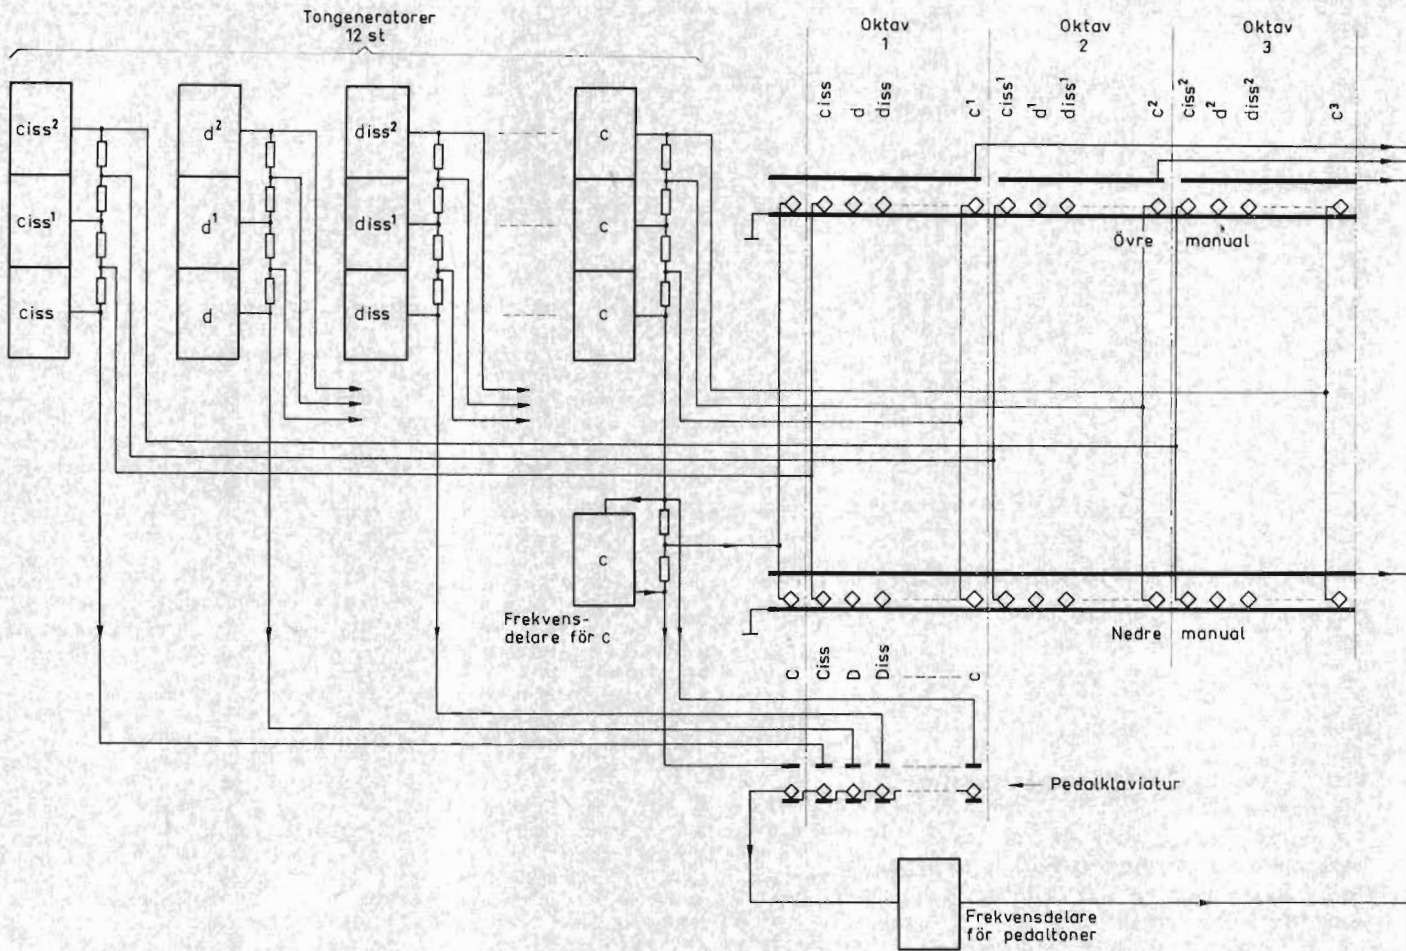 Tongeneratorer
12 st
Oktav
1
Oktav
2
Oktav
3
ciss
d
diss
c¹
ciss¹
d¹
diss¹
c²
ciss²
d²
diss²
c³
ciss²
d²
diss²
c
ciss¹
d¹
diss¹
c
ciss
d
diss
c
Övre manual
C
Frekvens-
delare för C
Nedre manual
C
Ciss
D
Diss
c
Pedalklaviatur
Frekvensdelare
för pedaltoner